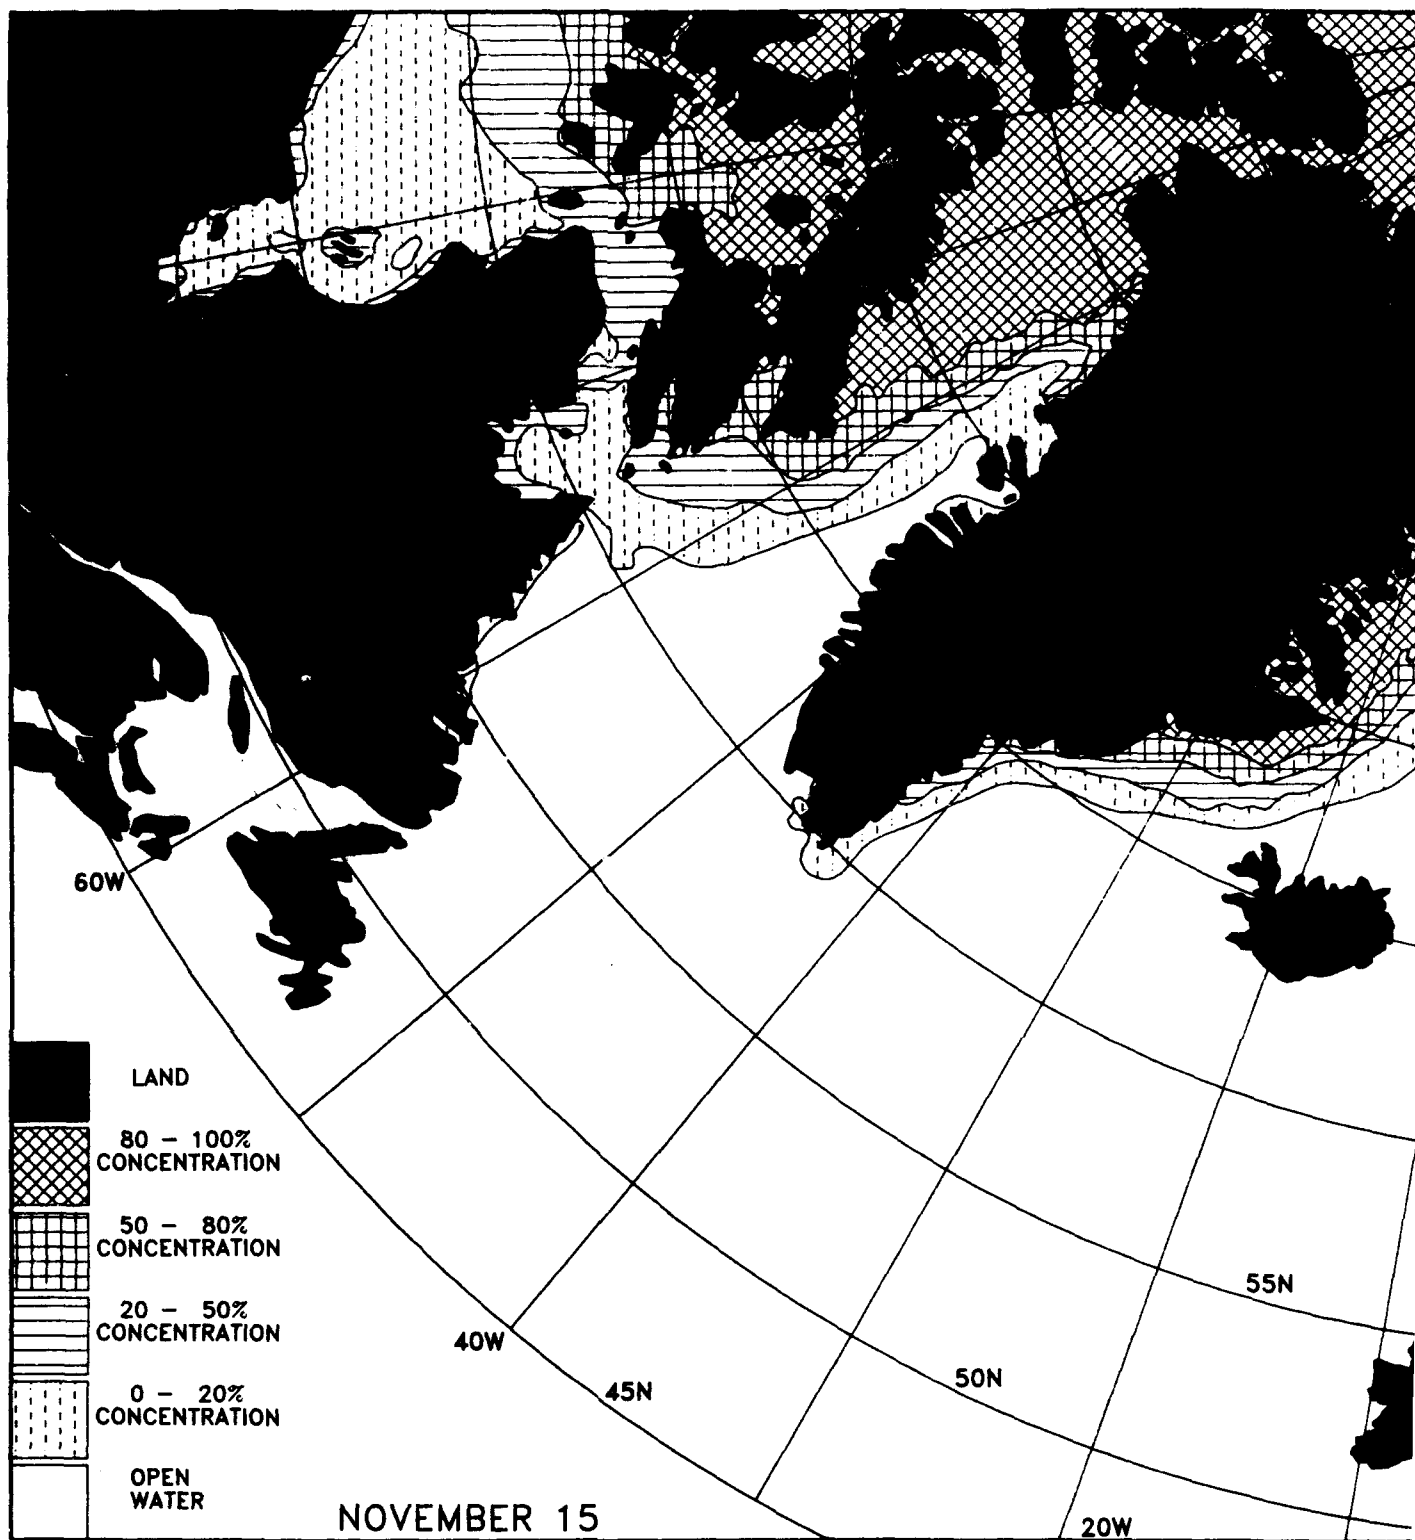 60W
LAND
80 - 100%
CONCENTRATION
50 - 80%
CONCENTRATION
20 - 50%
CONCENTRATION
0 - 20%
CONCENTRATION
OPEN
WATER
NOVEMBER 15
40W
45N
50N
55N
20W